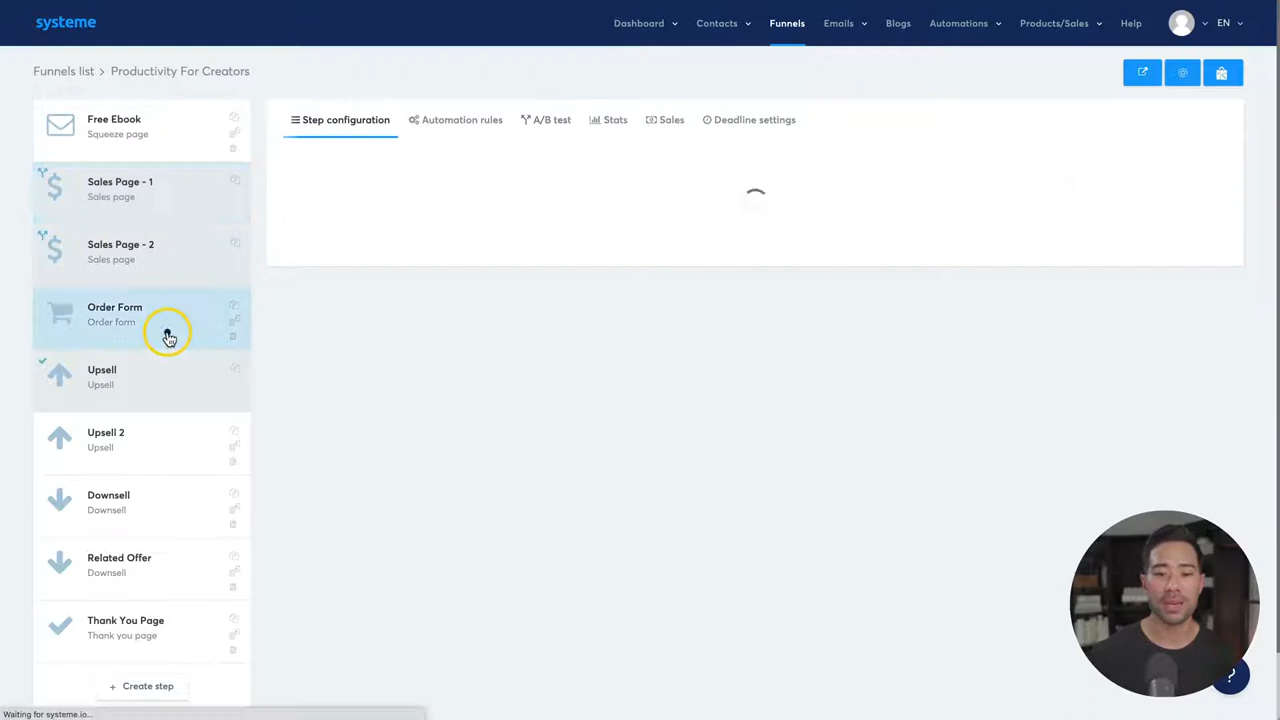 systeme
Dashboard
Contacts
Funnels
Emails
Blogs
Automations
Products/Sales
Help
EN
Funnels list > Productivity For Creators
Free Ebook
Squeeze page
Step configuration
Automation rules
A/B test
Stats
Sales
Deadline settings
Sales Page - 1
Sales page
Sales Page - 2
Sales page
Order Form
Order form
Upsell
Upsell
Upsell 2
Upsell
Downsell
Downsell
Related Offer
Downsell
Thank You Page
Thank you page
+ Create step
?
Waiting for systeme.io...